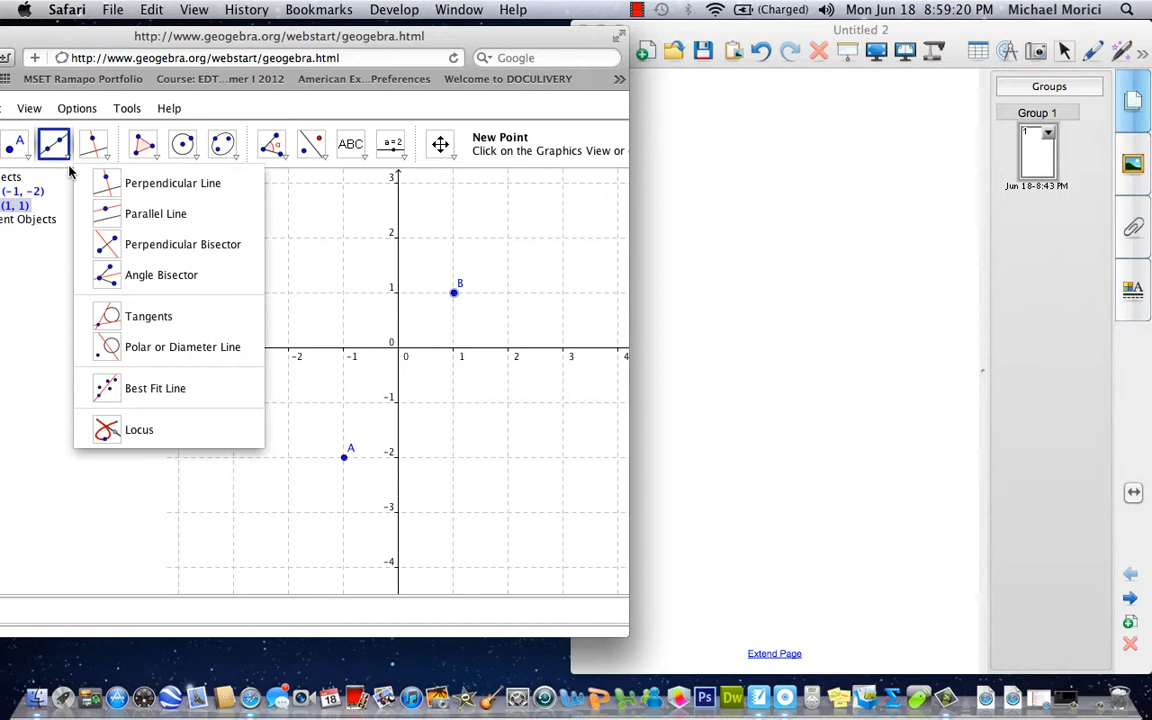 Safari File Edit View History Bookmarks Develop Window Help (Charged) Mon Jun 18 8:59:20 PM Michael Morici
http://www.geogebra.org/webstart/geogebra.html
http://www.geogebra.org/webstart/geogebra.html Google
MSET Ramapo Portfolio Course: EDT...mer I 2012 American Ex...Preferences Welcome to DOCULIVERY
View Options Tools Help
A ABC a=2
New Point
Click on the Graphics View or
ects
(-1, -2)
(1, 1)
ent Objects
Perpendicular Line
Parallel Line
Perpendicular Bisector
Angle Bisector
Tangents
Polar or Diameter Line
Best Fit Line
Locus
3
2
B
1
0
-2 -1 0 1 2 3 4
-1
A
-2
-3
-4
Untitled 2
Groups
Group 1
1
Jun 18-8:43 PM
Extend Page
18
Ps Dw